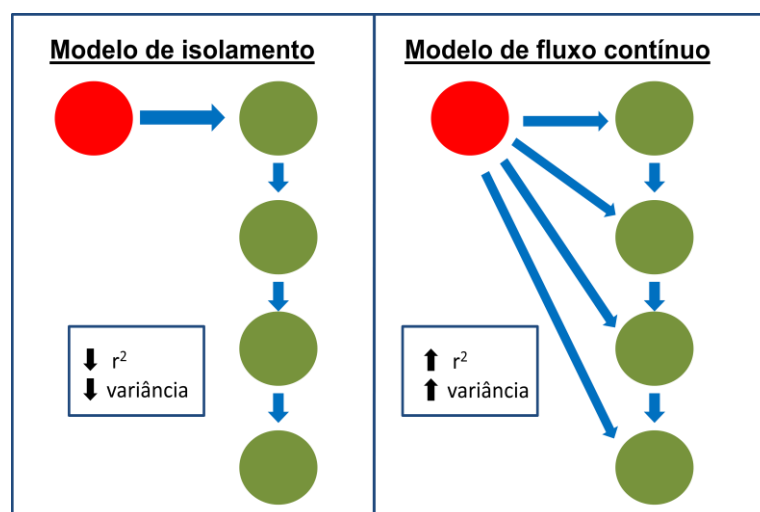 Modelo de isolamento
⬇ r²
⬇ variância
Modelo de fluxo contínuo
⬆ r²
⬆ variância